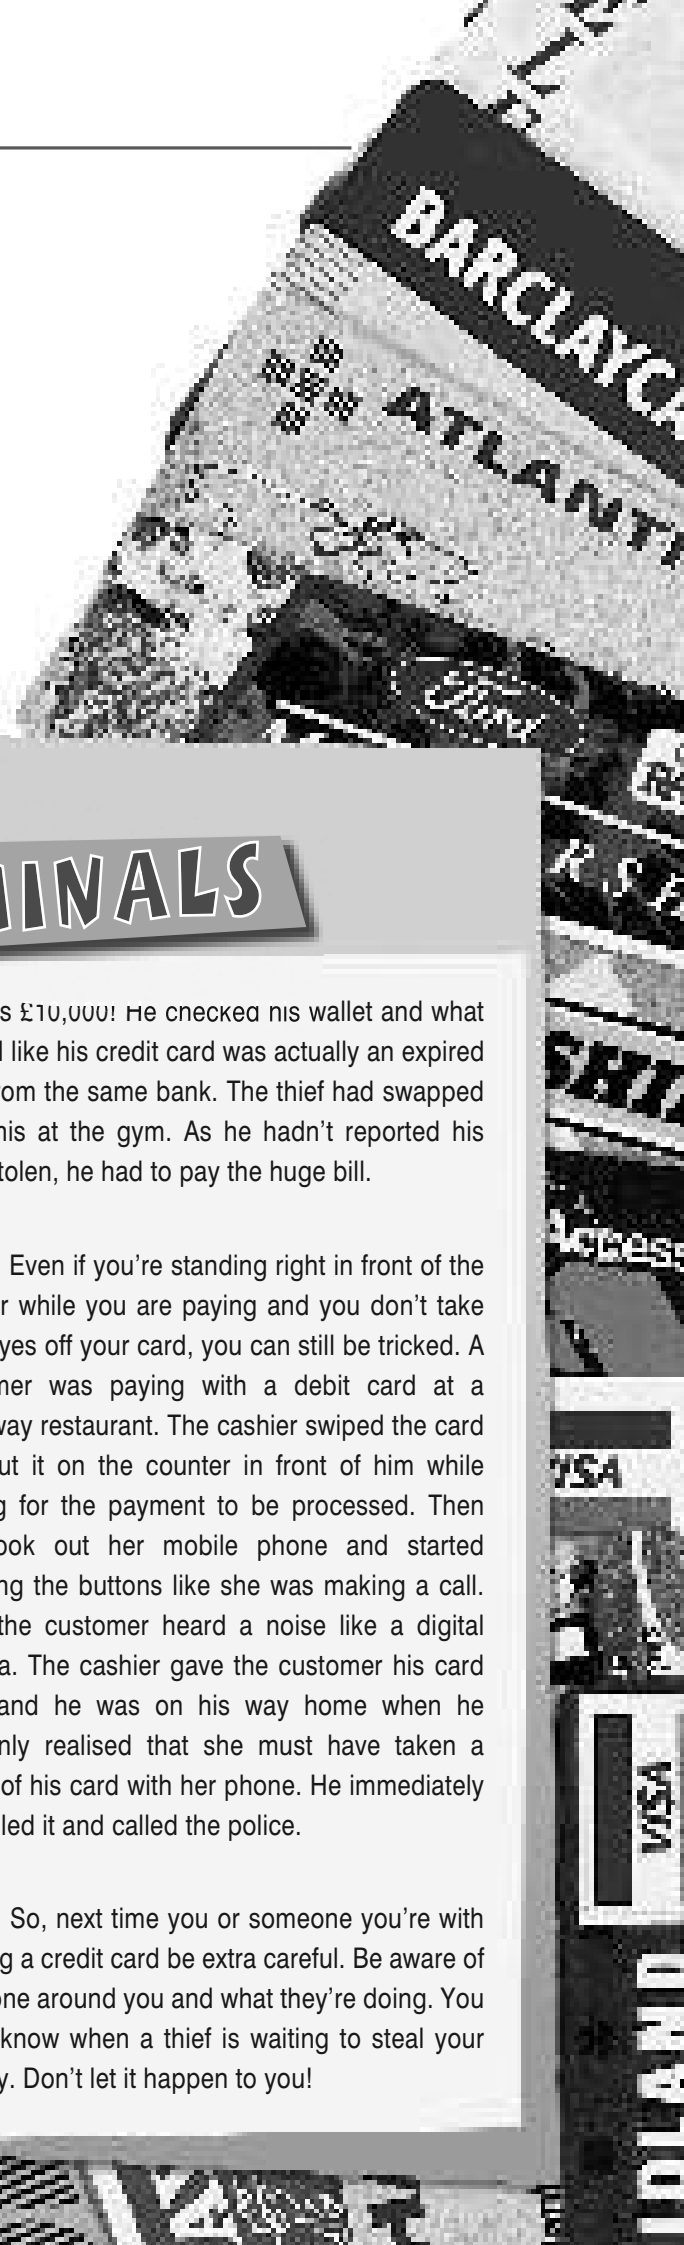 BARCLAYCA
ATLANTI
Ford
INALS
s £10,000! He checked his wallet and what
like his credit card was actually an expired
om the same bank. The thief had swapped
his at the gym. As he hadn't reported his
tolen, he had to pay the huge bill.
Even if you're standing right in front of the
r while you are paying and you don't take
yes off your card, you can still be tricked. A
mer was paying with a debit card at a
way restaurant. The cashier swiped the card
ut it on the counter in front of him while
g for the payment to be processed. Then
ook out her mobile phone and started
ng the buttons like she was making a call.
the customer heard a noise like a digital
a. The cashier gave the customer his card
and he was on his way home when he
nly realised that she must have taken a
of his card with her phone. He immediately
led it and called the police.
So, next time you or someone you're with
g a credit card be extra careful. Be aware of
one around you and what they're doing. You
know when a thief is waiting to steal your
y. Don't let it happen to you!
Access
VISA
VISA
DLAND